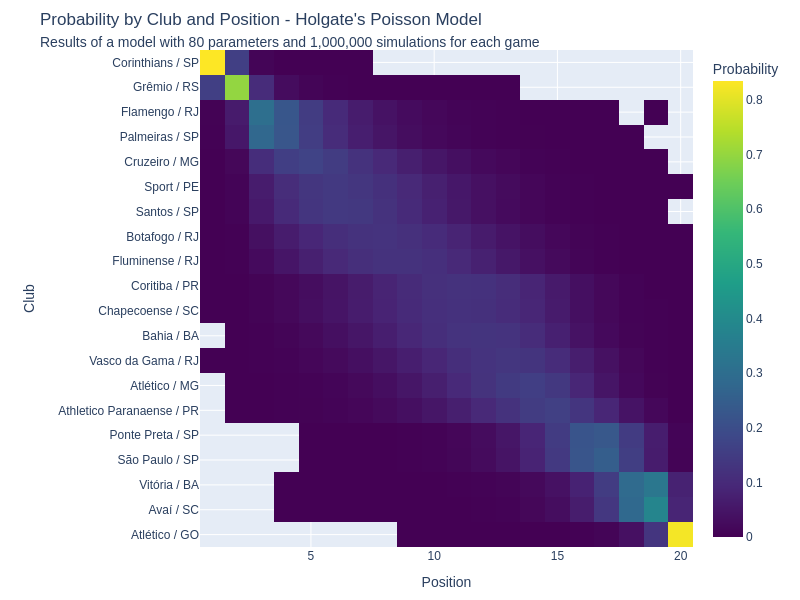 Probability by Club and Position - Holgate's Poisson Model
Results of a model with 80 parameters and 1,000,000 simulations for each game
Probability
Corinthians / SP
Grêmio / RS
Flamengo / RJ
Palmeiras / SP
Cruzeiro / MG
Sport / PE
Santos / SP
Botafogo / RJ
Fluminense / RJ
Coritiba / PR
Chapecoense / SC
Bahia / BA
Vasco da Gama / RJ
Atlético / MG
Athletico Paranaense / PR
Ponte Preta / SP
São Paulo / SP
Vitória / BA
Avaí / SC
Atlético / GO
Club
5
10
15
20
Position
0.8
0.7
0.6
0.5
0.4
0.3
0.2
0.1
0